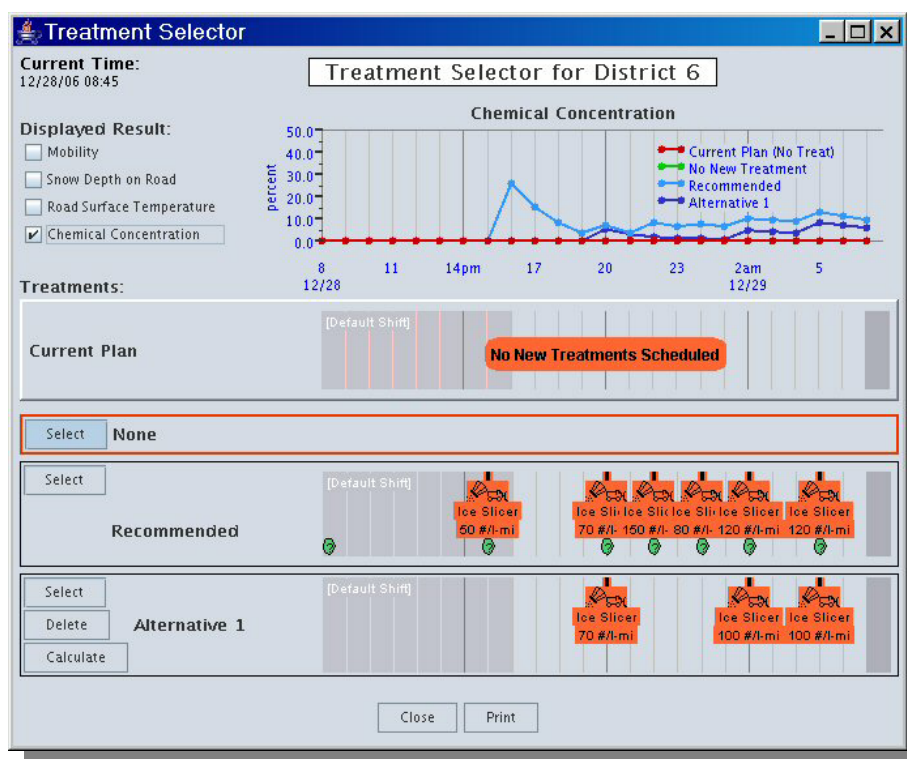 Treatment Selector
Current Time:
12/28/06 08:45
Treatment Selector for District 6
Displayed Result:
Mobility
Snow Depth on Road
Road Surface Temperature
Chemical Concentration
Chemical Concentration
percent
50.0
40.0
30.0
20.0
10.0
0.0
Current Plan (No Treat)
No New Treatment
Recommended
Alternative 1
8 11 14pm 17 20 23 2am 5
12/28 12/29
Treatments:
Current Plan
[Default Shift]
No New Treatments Scheduled
Select None
Select
Recommended
[Default Shift]
Ice Slicer Ice Sli Ice Slic Ice Sli Ice Slicer Ice Slicer
50 #/l-mi 70 #/l- 150 #/l- 80 #/l- 120 #/l-mi 120 #/l-mi
Select
Delete
Calculate
Alternative 1
[Default Shift]
Ice Slicer Ice Slicer Ice Slicer
70 #/l-mi 100 #/l-mi 100 #/l-mi
Close Print